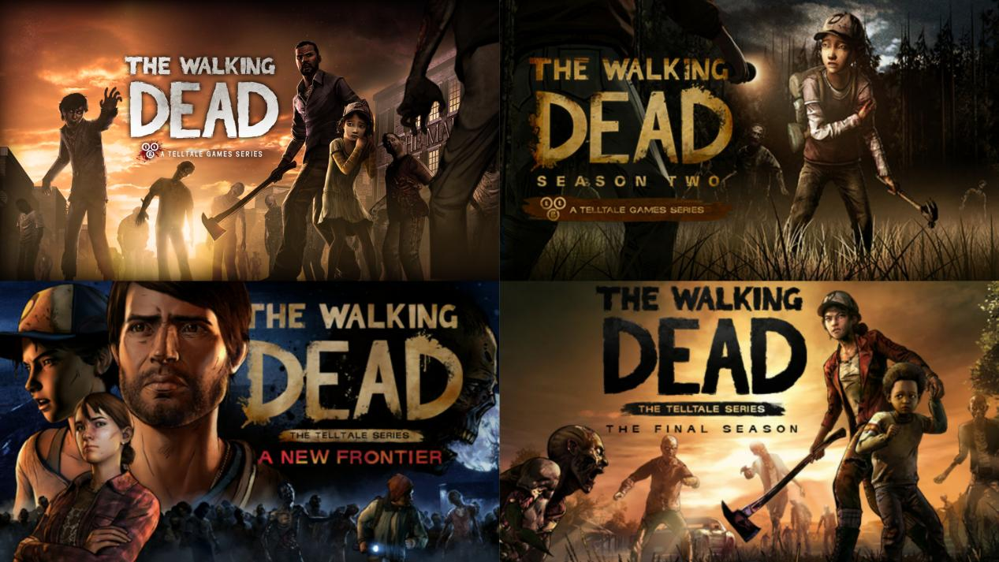 THE WALKING
DEAD
A TELLTALE GAMES SERIES
THE WALKING
DEAD
SEASON TWO
A TELLTALE GAMES SERIES
THE WALKING
DEAD
THE TELLTALE SERIES
A NEW FRONTIER
THE WALKING
DEAD
THE TELLTALE SERIES
THE FINAL SEASON